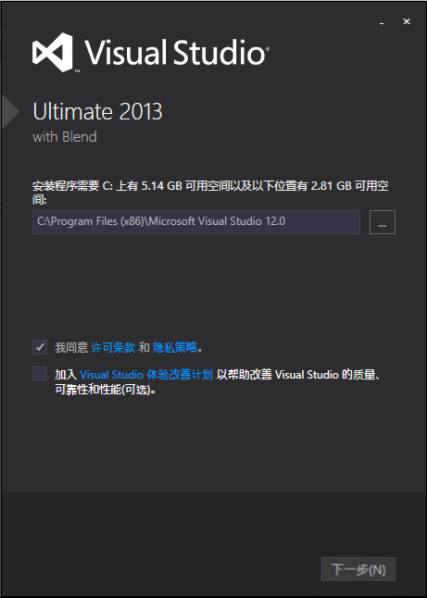 Visual Studio
Ultimate 2013
with Blend
安装程序需要 C: 上有 5.14 GB 可用空间以及以下位置有 2.81 GB 可用空
间:
C:\Program Files (x86)\Microsoft Visual Studio 12.0
...
我同意 许可条款 和 隐私策略。
加入 Visual Studio 体验改善计划 以帮助改善 Visual Studio 的质量、
可靠性和性能(可选)。
下一步(N)